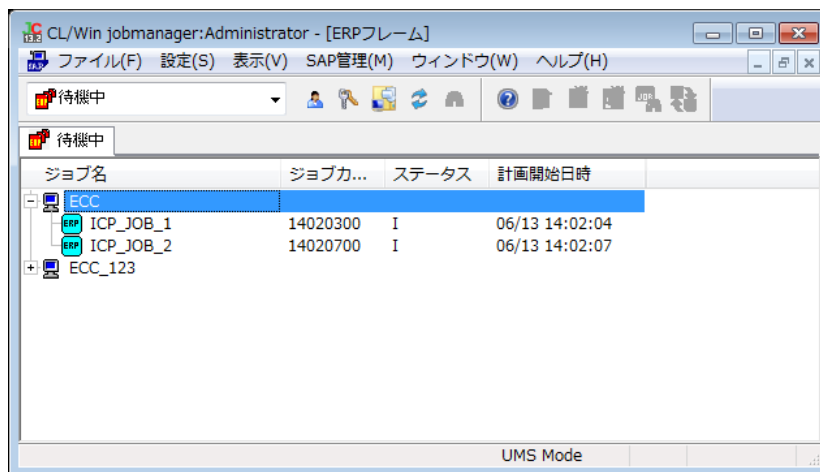 CL/Win jobmanager:Administrator - [ERPフレーム]
ファイル(F) 設定(S) 表示(V) SAP管理(M) ウィンドウ(W) ヘルプ(H)
待機中
待機中
ジョブ名 ジョブカ... ステータス 計画開始日時
ECC
ERP ICP_JOB_1 14020300 I 06/13 14:02:04
ERP ICP_JOB_2 14020700 I 06/13 14:02:07
ECC_123
UMS Mode